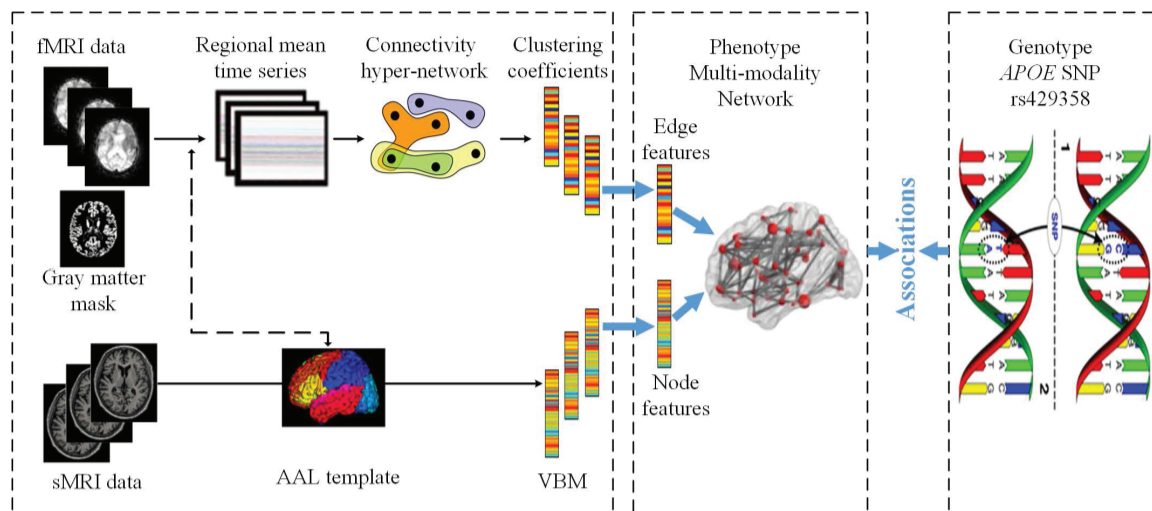 fMRI data
Gray matter
mask
sMRI data
Regional mean
time series
AAL template
Connectivity
hyper-network
Clustering
coefficients
VBM
Phenotype
Multi-modality
Network
Edge
features
Node
features
Associations
Genotype
APOE SNP
rs429358
1
SNP
2
A T
C G